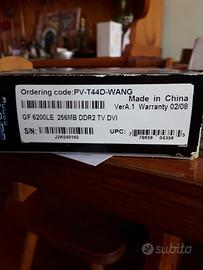 Ordering code:PV-T44D-WANG
Made in China
VerA.1 Warranty 02/08
GF 6200LE 256MB DDR2 TV DVI
S/N:
UPC:
J2K040160
subito